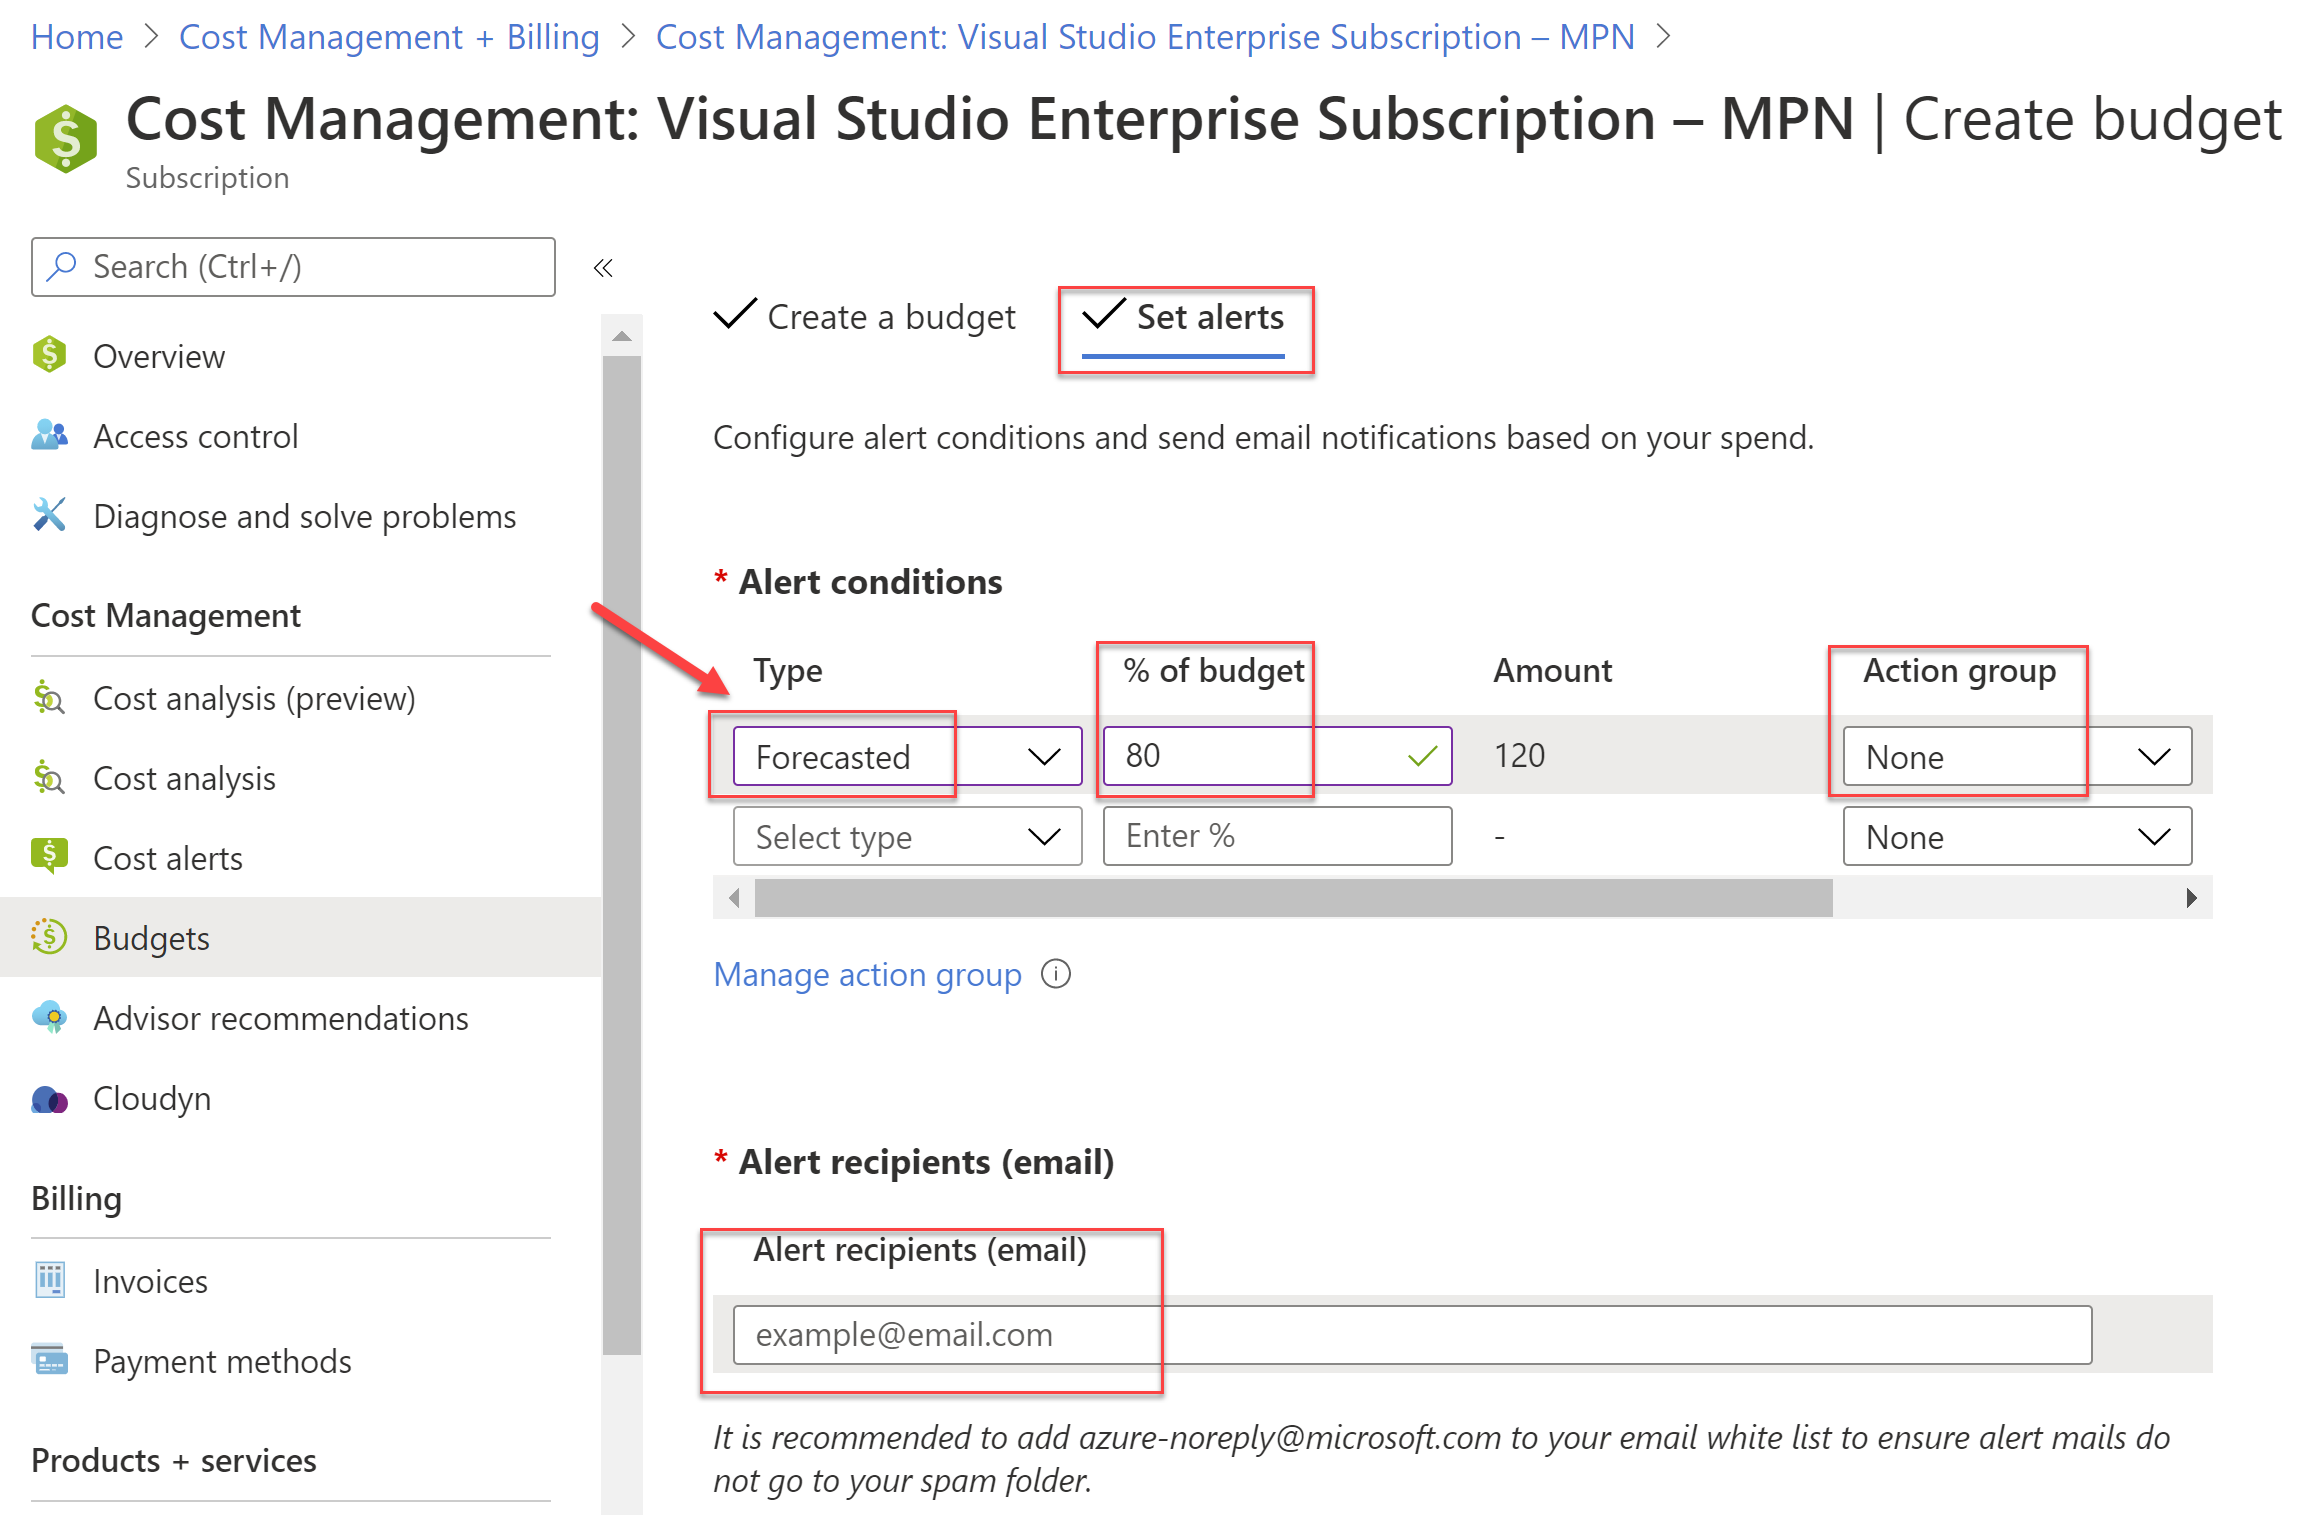 Home > Cost Management + Billing > Cost Management: Visual Studio Enterprise Subscription – MPN >
Cost Management: Visual Studio Enterprise Subscription – MPN | Create budget
Subscription
Search (Ctrl+/)
«
Overview
Access control
Diagnose and solve problems
Cost Management
Cost analysis (preview)
Cost analysis
Cost alerts
Budgets
Advisor recommendations
Cloudyn
Billing
Invoices
Payment methods
Products + services
Create a budget
Set alerts
Configure alert conditions and send email notifications based on your spend.
* Alert conditions
Type % of budget Amount Action group
Forecasted 80 120 None
Select type Enter % - None
Manage action group
* Alert recipients (email)
Alert recipients (email)
example@email.com
It is recommended to add azure-noreply@microsoft.com to your email white list to ensure alert mails do
not go to your spam folder.